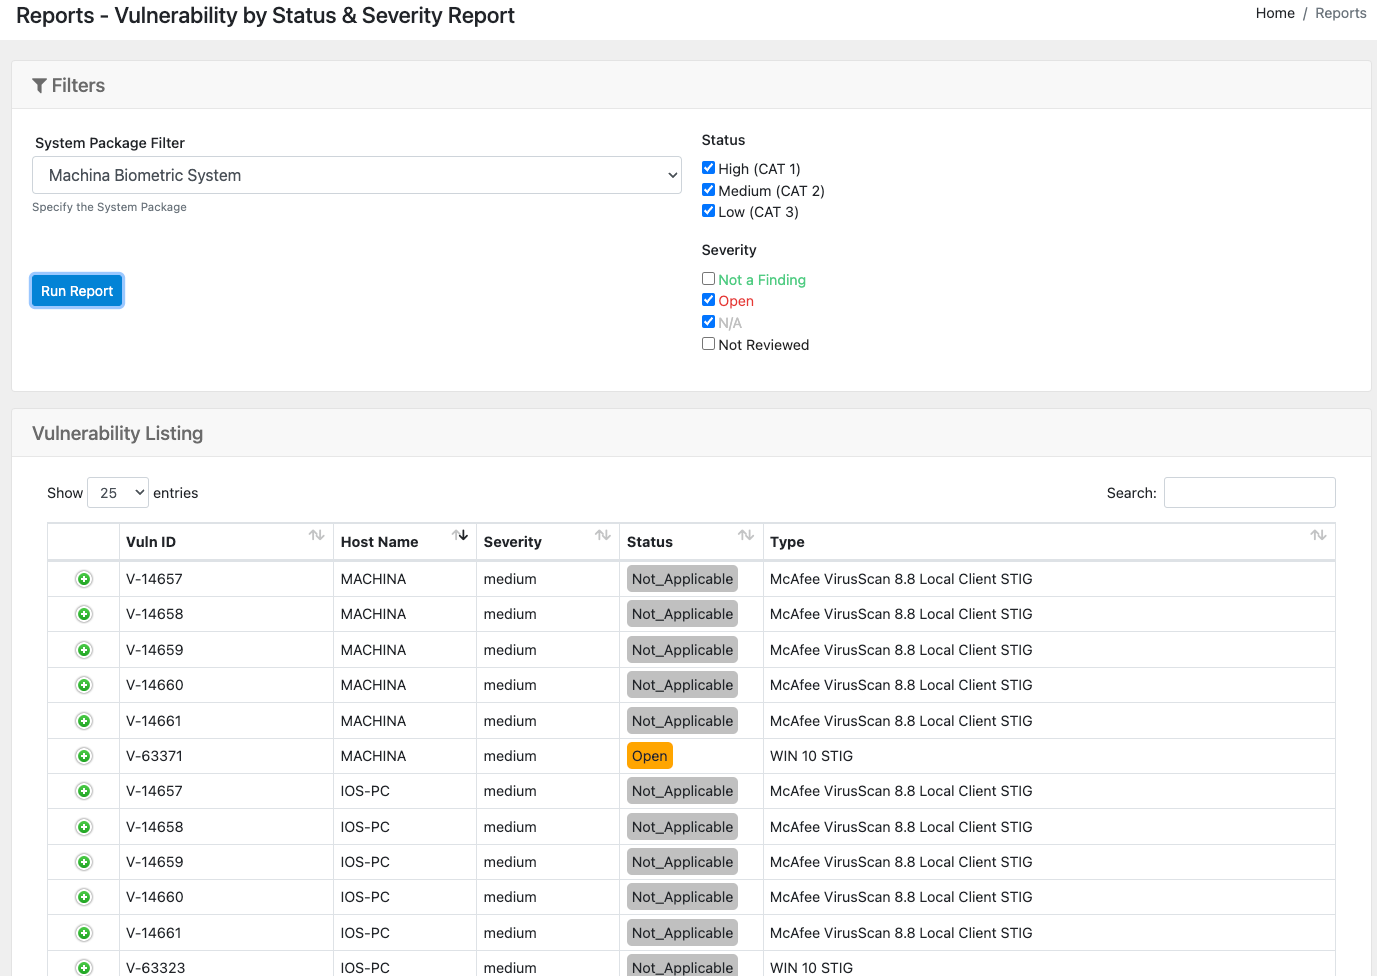 Reports - Vulnerability by Status & Severity Report
Home / Reports
Filters
System Package Filter
Machina Biometric System
Specify the System Package
Run Report
Status
High (CAT 1)
Medium (CAT 2)
Low (CAT 3)
Severity
Not a Finding
Open
N/A
Not Reviewed
Vulnerability Listing
Show 25 entries
Search:
Vuln ID Host Name Severity Status Type
V-14657 MACHINA medium Not_Applicable McAfee VirusScan 8.8 Local Client STIG
V-14658 MACHINA medium Not_Applicable McAfee VirusScan 8.8 Local Client STIG
V-14659 MACHINA medium Not_Applicable McAfee VirusScan 8.8 Local Client STIG
V-14660 MACHINA medium Not_Applicable McAfee VirusScan 8.8 Local Client STIG
V-14661 MACHINA medium Not_Applicable McAfee VirusScan 8.8 Local Client STIG
V-63371 MACHINA medium Open WIN 10 STIG
V-14657 IOS-PC medium Not_Applicable McAfee VirusScan 8.8 Local Client STIG
V-14658 IOS-PC medium Not_Applicable McAfee VirusScan 8.8 Local Client STIG
V-14659 IOS-PC medium Not_Applicable McAfee VirusScan 8.8 Local Client STIG
V-14660 IOS-PC medium Not_Applicable McAfee VirusScan 8.8 Local Client STIG
V-14661 IOS-PC medium Not_Applicable McAfee VirusScan 8.8 Local Client STIG
V-63323 IOS-PC medium Not_Applicable WIN 10 STIG